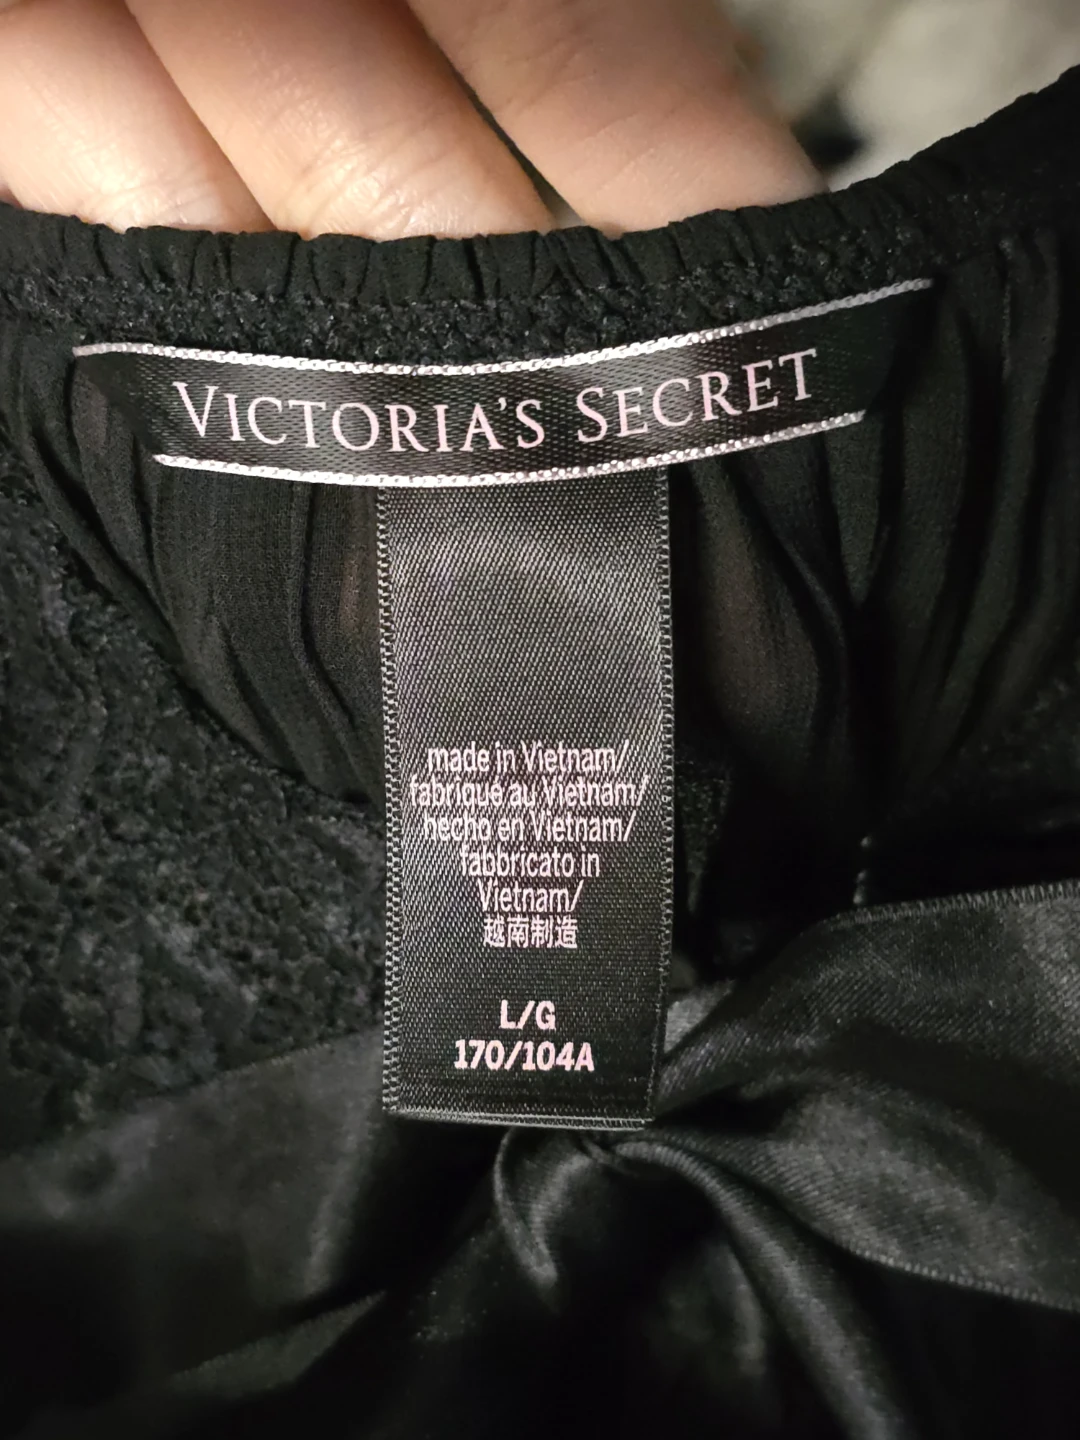 VICTORIA'S SECRET
made in Vietnam/
fabriqué au Vietnam/
hecho en Vietnam/
fabbricato in
Vietnam/
越南制造
L/G
170/104A